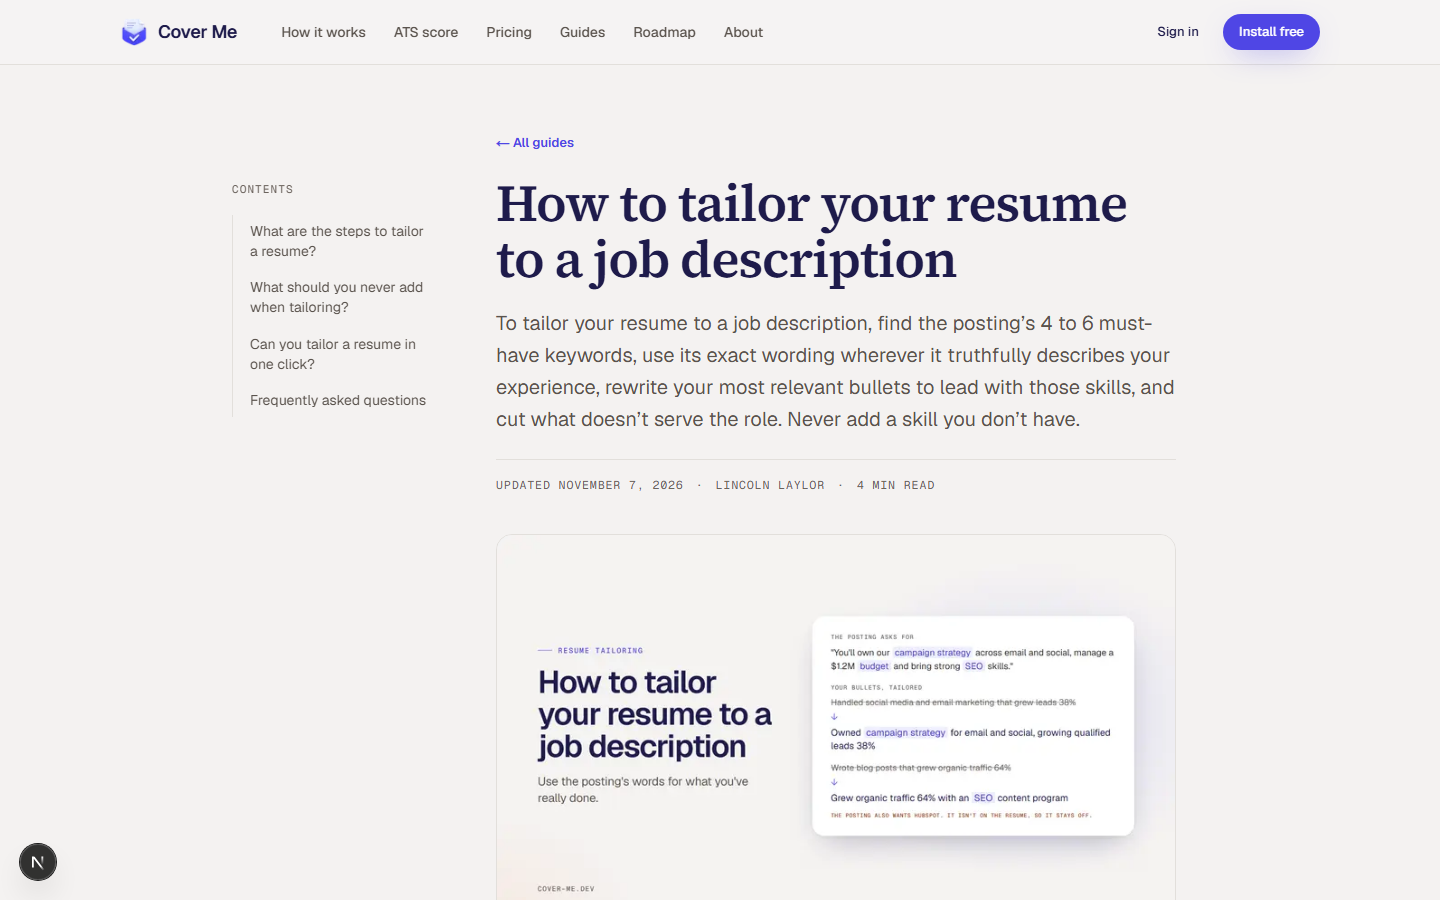 Cover Me
How it works
ATS score
Pricing
Guides
Roadmap
About
Sign in
Install free
← All guides
CONTENTS
What are the steps to tailor
a resume?
What should you never add
when tailoring?
Can you tailor a resume in
one click?
Frequently asked questions
How to tailor your resume
to a job description
To tailor your resume to a job description, find the posting’s 4 to 6 must-
have keywords, use its exact wording wherever it truthfully describes your
experience, rewrite your most relevant bullets to lead with those skills, and
cut what doesn’t serve the role. Never add a skill you don’t have.
UPDATED NOVEMBER 7, 2026 · LINCOLN LAYLOR · 4 MIN READ
RESUME TAILORING
How to tailor
your resume to a
job description
Use the posting's words for what you've
really done.
COVER-ME.DEV
THE POSTING ASKS FOR
"You'll own our campaign strategy across email and social, manage a
$1.2M budget and bring strong SEO skills."
YOUR BULLETS, TAILORED
Handled social media and email marketing that grew leads 38%
↓
Owned campaign strategy for email and social, growing qualified
leads 38%
Wrote blog posts that grew organic traffic 64%
↓
Grew organic traffic 64% with an SEO content program
THE POSTING ALSO WANTS HUBSPOT. IT ISN'T ON THE RESUME, SO IT STAYS OFF.
N